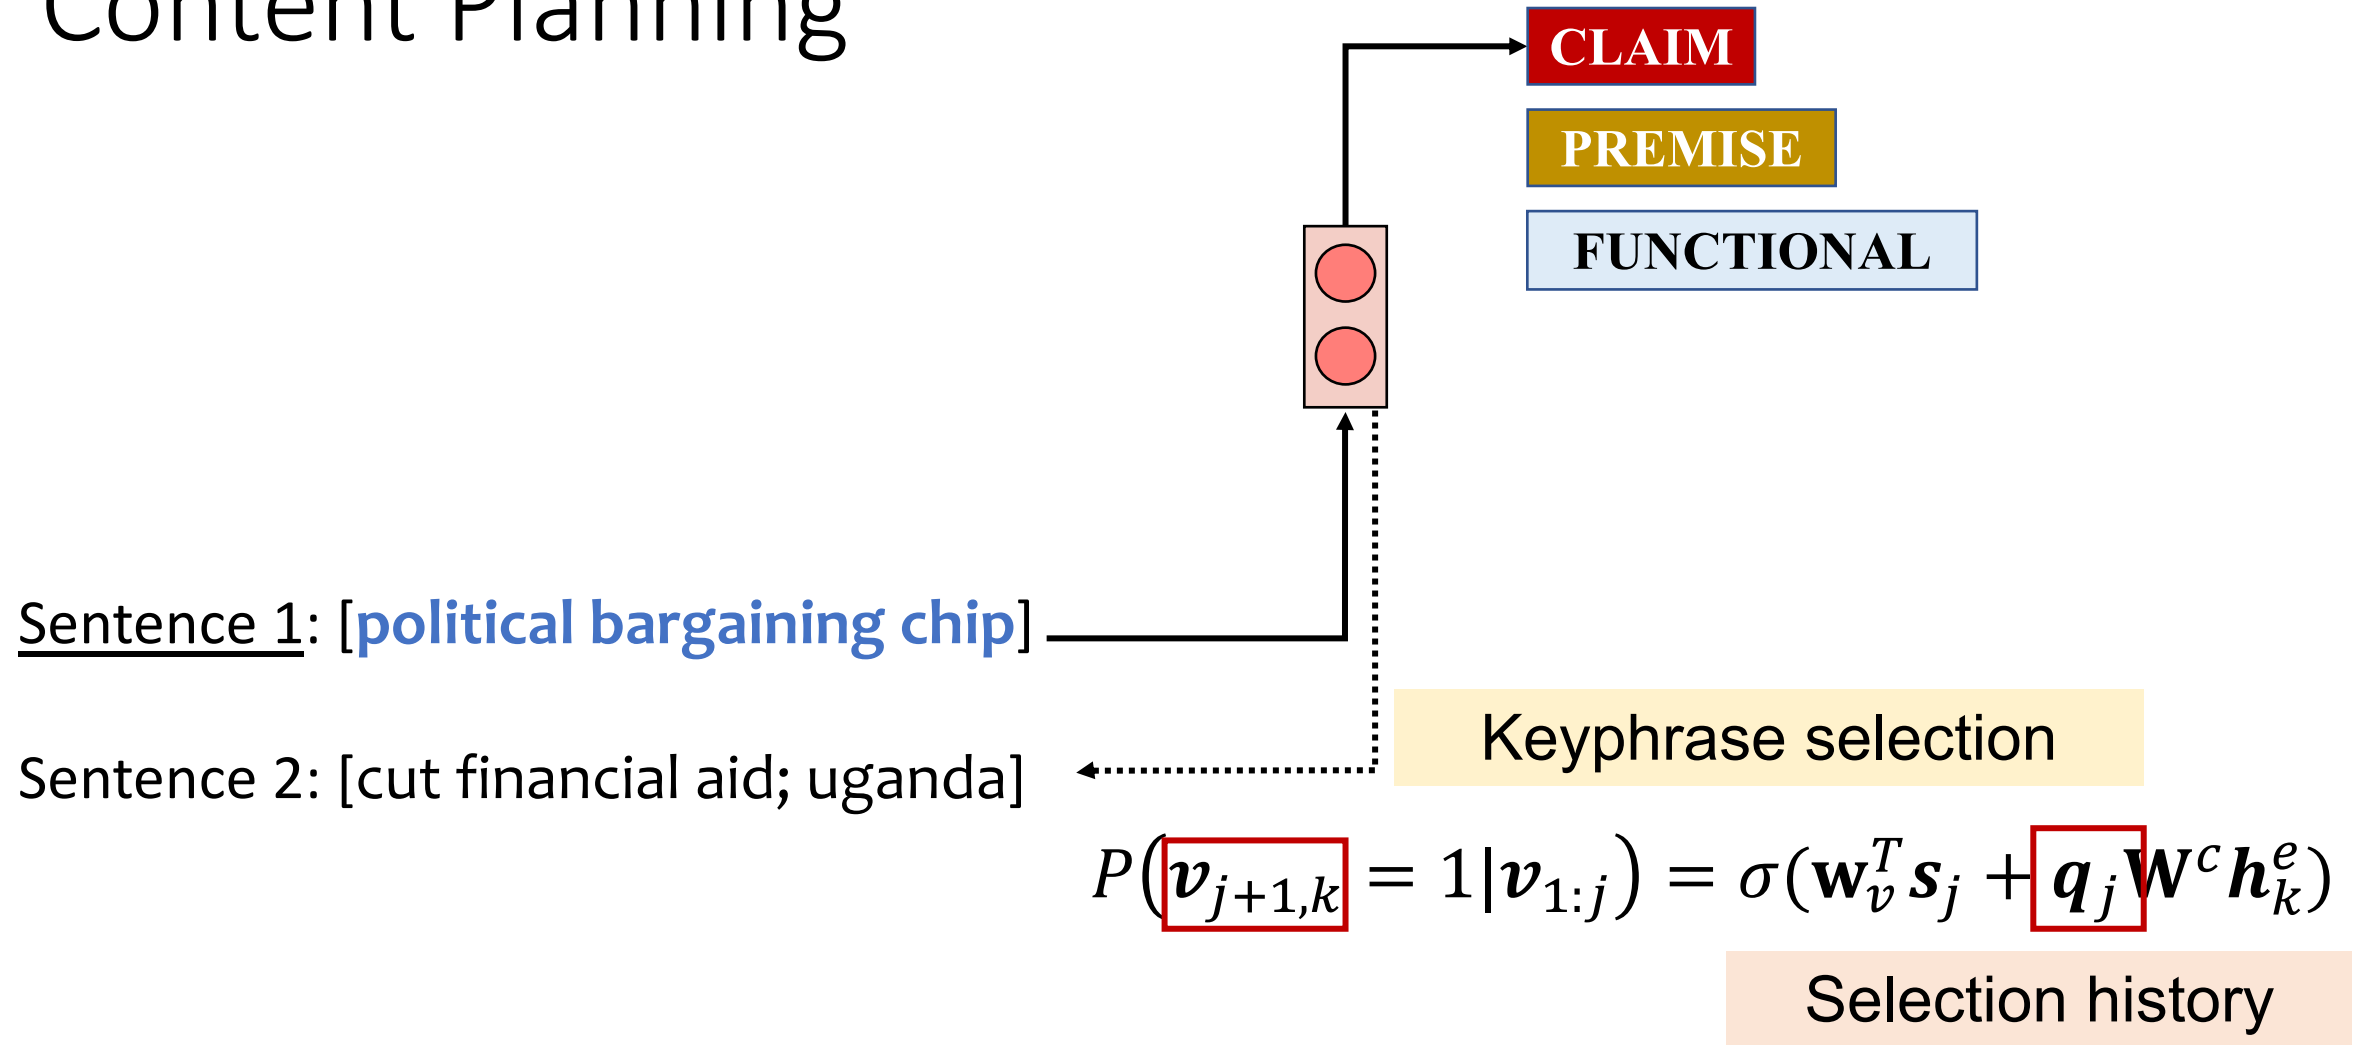 Content Planning
CLAIM
PREMISE
FUNCTIONAL
Sentence 1: [political bargaining chip]
Sentence 2: [cut financial aid; uganda]
Keyphrase selection
P(v_{j+1,k} = 1|v_{1:j}) = σ(w_v^T s_j + q_j W^c h_k^e)
Selection history